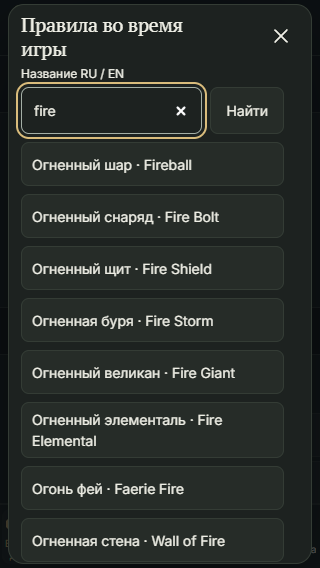 Правила во время
игры
Название RU / EN
fire
Найти
Огненный шар · Fireball
Огненный снаряд · Fire Bolt
Огненный щит · Fire Shield
Огненная буря · Fire Storm
Огненный великан · Fire Giant
Огненный элементаль · Fire
Elemental
Огонь фей · Faerie Fire
Огненная стена · Wall of Fire